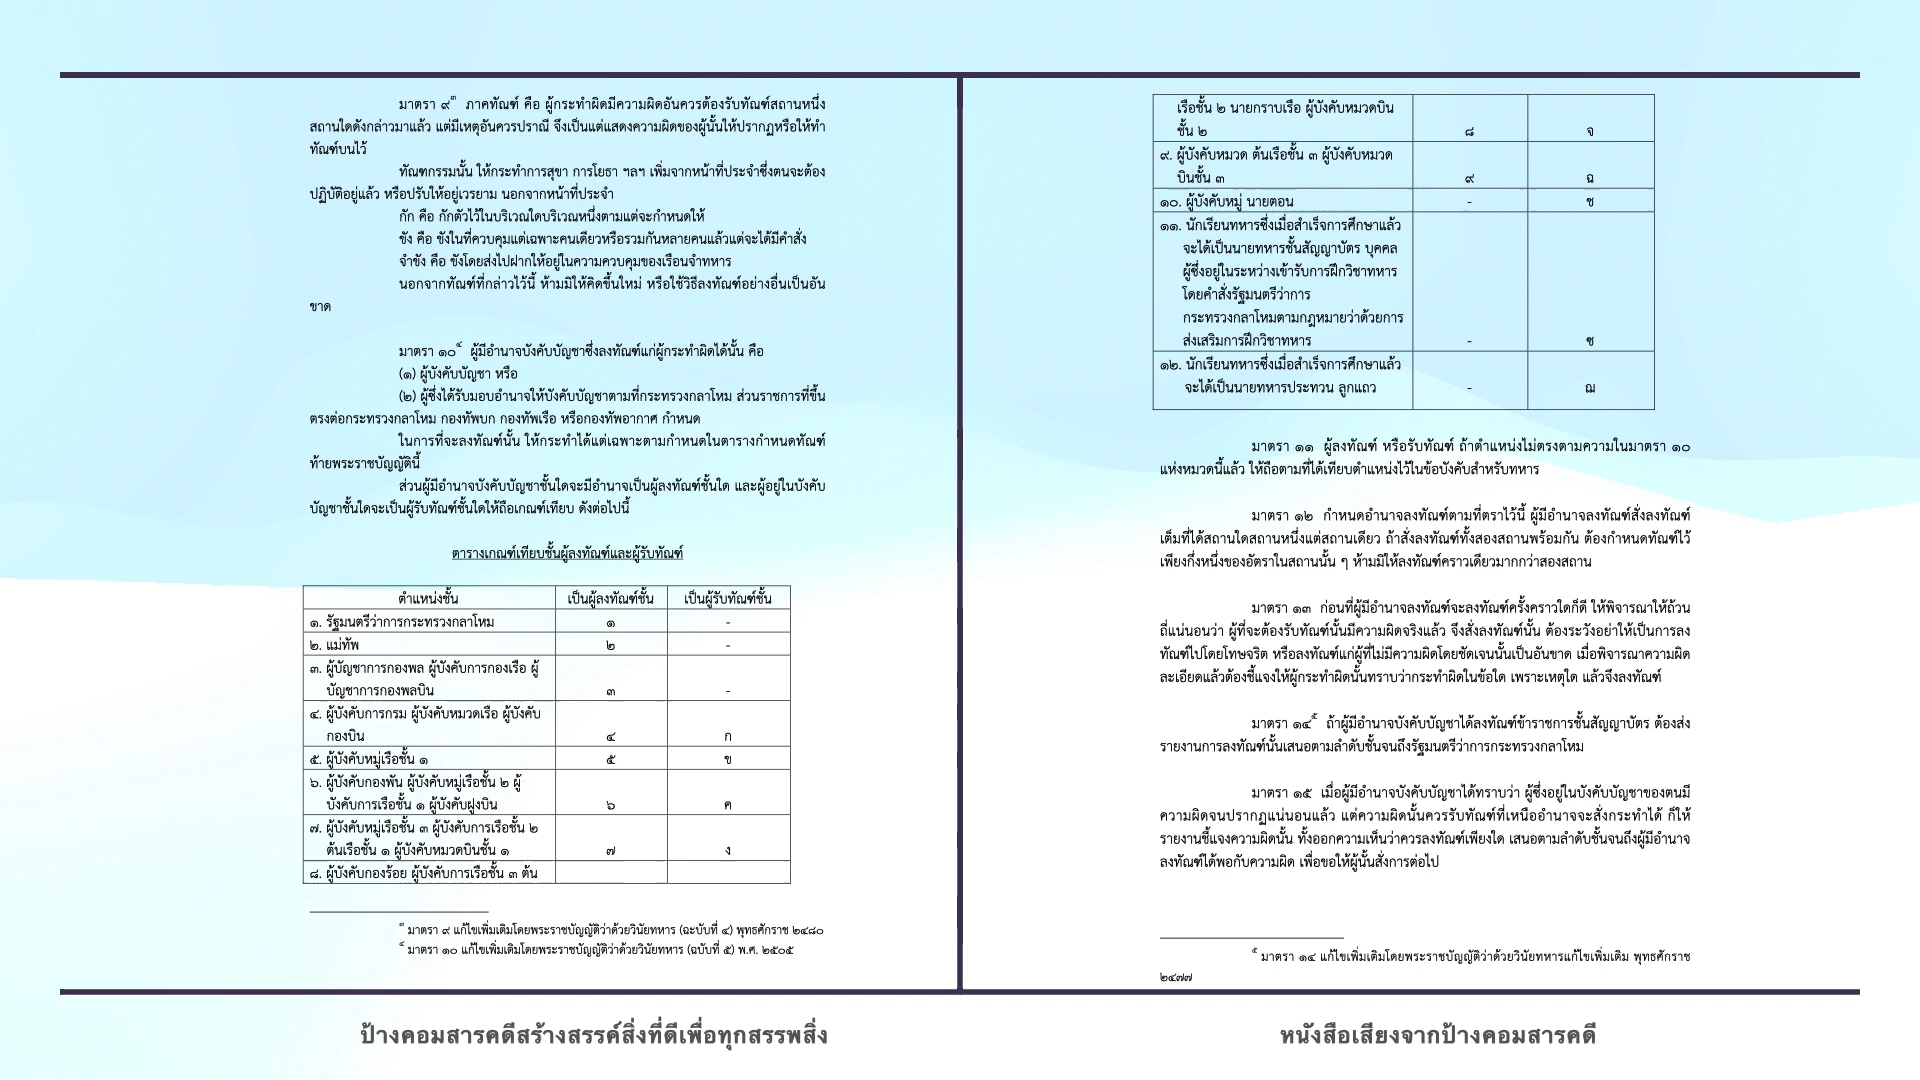 มาตรา ๙๓ ภาคทัณฑ์ คือ ผู้กระทำผิดมีความผิดอันควรต้องรับทัณฑ์สถานหนึ่ง
สถานใดดังกล่าวมาแล้ว แต่มีเหตุอันควรปราณี จึงเป็นแต่แสดงความผิดของผู้นั้นให้ปรากฏหรือให้ทำ
ทัณฑ์บนไว้
ทัณฑกรรมนั้น ให้กระทำการสุขา การโยธา ฯลฯ เพิ่มจากหน้าที่ประจำซึ่งตนจะต้อง
ปฏิบัติอยู่แล้ว หรือปรับให้อยู่เวรยาม นอกจากหน้าที่ประจำ
กัก คือ กักตัวไว้ในบริเวณใดบริเวณหนึ่งตามแต่จะกำหนดให้
ขัง คือ ขังในที่ควบคุมแต่เฉพาะคนเดียวหรือรวมกันหลายคนแล้วแต่จะได้มีคำสั่ง
จำขัง คือ ขังโดยส่งไปฝากให้อยู่ในความควบคุมของเรือนจำทหาร
นอกจากทัณฑ์ที่กล่าวไว้นี้ ห้ามมิให้คิดขึ้นใหม่ หรือใช้วิธีลงทัณฑ์อย่างอื่นเป็นอัน
ขาด
มาตรา ๑๐๔ ผู้มีอำนาจบังคับบัญชาซึ่งลงทัณฑ์แก่ผู้กระทำผิดได้นั้น คือ
(๑) ผู้บังคับบัญชา หรือ
(๒) ผู้ซึ่งได้รับมอบอำนาจให้บังคับบัญชาตามที่กระทรวงกลาโหม ส่วนราชการที่ขึ้น
ตรงต่อกระทรวงกลาโหม กองทัพบก กองทัพเรือ หรือกองทัพอากาศ กำหนด
ในการที่จะลงทัณฑ์นั้น ให้กระทำได้แต่เฉพาะตามกำหนดในตารางกำหนดทัณฑ์
ท้ายพระราชบัญญัตินี้
ส่วนผู้มีอำนาจบังคับบัญชาชั้นใดจะมีอำนาจเป็นผู้ลงทัณฑ์ชั้นใด และผู้อยู่ในบังคับ
บัญชาชั้นใดจะเป็นผู้รับทัณฑ์ชั้นใดให้ถือเกณฑ์เทียบ ดังต่อไปนี้
ตารางเกณฑ์เทียบชั้นผู้ลงทัณฑ์และผู้รับทัณฑ์
ตำแหน่งชั้น เป็นผู้ลงทัณฑ์ชั้น เป็นผู้รับทัณฑ์ชั้น
๑. รัฐมนตรีว่าการกระทรวงกลาโหม ๑ -
๒. แม่ทัพ ๒ -
๓. ผู้บัญชาการกองพล ผู้บังคับการกองเรือ ผู้
บัญชาการกองพลบิน ๓ -
๔. ผู้บังคับการกรม ผู้บังคับหมวดเรือ ผู้บังคับ
กองบิน ๔ ก
๕. ผู้บังคับหมู่เรือชั้น ๑ ๕ ข
๖. ผู้บังคับกองพัน ผู้บังคับหมู่เรือชั้น ๒ ผู้
บังคับการเรือชั้น ๑ ผู้บังคับฝูงบิน ๖ ค
๗. ผู้บังคับหมู่เรือชั้น ๓ ผู้บังคับการเรือชั้น ๒
ต้นเรือชั้น ๑ ผู้บังคับหมวดบินชั้น ๑ ๗ ง
๘. ผู้บังคับกองร้อย ผู้บังคับการเรือชั้น ๓ ต้น
๓ มาตรา ๙ แก้ไขเพิ่มเติมโดยพระราชบัญญัติว่าด้วยวินัยทหาร (ฉะบับที่ ๔) พุทธศักราช ๒๔๘๐
๔ มาตรา ๑๐ แก้ไขเพิ่มเติมโดยพระราชบัญญัติว่าด้วยวินัยทหาร (ฉบับที่ ๕) พ.ศ. ๒๕๐๕
เรือชั้น ๒ นายกราบเรือ ผู้บังคับหมวดบิน
ชั้น ๒ ๘ จ
๙. ผู้บังคับหมวด ต้นเรือชั้น ๓ ผู้บังคับหมวด
บินชั้น ๓ ๙ ฉ
๑๐. ผู้บังคับหมู่ นายตอน - ช
๑๑. นักเรียนทหารซึ่งเมื่อสำเร็จการศึกษาแล้ว
จะได้เป็นนายทหารชั้นสัญญาบัตร บุคคล
ผู้ซึ่งอยู่ในระหว่างเข้ารับการฝึกวิชาทหาร
โดยคำสั่งรัฐมนตรีว่าการ
กระทรวงกลาโหมตามกฎหมายว่าด้วยการ
ส่งเสริมการฝึกวิชาทหาร - ซ
๑๒. นักเรียนทหารซึ่งเมื่อสำเร็จการศึกษาแล้ว
จะได้เป็นนายทหารประทวน ลูกแถว - ฌ
มาตรา ๑๑ ผู้ลงทัณฑ์ หรือรับทัณฑ์ ถ้าตำแหน่งไม่ตรงตามความในมาตรา ๑๐
แห่งหมวดนี้แล้ว ให้ถือตามที่ได้เทียบตำแหน่งไว้ในข้อบังคับสำหรับทหาร
มาตรา ๑๒ กำหนดอำนาจลงทัณฑ์ตามที่ตราไว้นี้ ผู้มีอำนาจลงทัณฑ์สั่งลงทัณฑ์
เต็มที่ได้สถานใดสถานหนึ่งแต่สถานเดียว ถ้าสั่งลงทัณฑ์ทั้งสองสถานพร้อมกัน ต้องกำหนดทัณฑ์ไว้
เพียงกึ่งหนึ่งของอัตราในสถานนั้น ๆ ห้ามมิให้ลงทัณฑ์คราวเดียวมากกว่าสองสถาน
มาตรา ๑๓ ก่อนที่ผู้มีอำนาจลงทัณฑ์จะลงทัณฑ์ครั้งคราวใดก็ดี ให้พิจารณาให้ถ้วน
ถี่แน่นอนว่า ผู้ที่จะต้องรับทัณฑ์นั้นมีความผิดจริงแล้ว จึงสั่งลงทัณฑ์นั้น ต้องระวังอย่าให้เป็นการลง
ทัณฑ์ไปโดยโทษจริต หรือลงทัณฑ์แก่ผู้ที่ไม่มีความผิดโดยชัดเจนนั้นเป็นอันขาด เมื่อพิจารณาความผิด
ละเอียดแล้วต้องชี้แจงให้ผู้กระทำผิดนั้นทราบว่ากระทำผิดในข้อใด เพราะเหตุใด แล้วจึงลงทัณฑ์
มาตรา ๑๔๕ ถ้าผู้มีอำนาจบังคับบัญชาได้ลงทัณฑ์ข้าราชการชั้นสัญญาบัตร ต้องส่ง
รายงานการลงทัณฑ์นั้นเสนอตามลำดับชั้นจนถึงรัฐมนตรีว่าการกระทรวงกลาโหม
มาตรา ๑๕ เมื่อผู้มีอำนาจบังคับบัญชาได้ทราบว่า ผู้ซึ่งอยู่ในบังคับบัญชาของตนมี
ความผิดจนปรากฏแน่นอนแล้ว แต่ความผิดนั้นควรรับทัณฑ์ที่เหนืออำนาจจะสั่งกระทำได้ ก็ให้
รายงานชี้แจงความผิดนั้น ทั้งออกความเห็นว่าควรลงทัณฑ์เพียงใด เสนอตามลำดับชั้นจนถึงผู้มีอำนาจ
ลงทัณฑ์ได้พอกับความผิด เพื่อขอให้ผู้นั้นสั่งการต่อไป
๕ มาตรา ๑๔ แก้ไขเพิ่มเติมโดยพระราชบัญญัติว่าด้วยวินัยทหารแก้ไขเพิ่มเติม พุทธศักราช
๒๔๗๗
ป้างคอมสารคดีสร้างสรรค์สิ่งที่ดีเพื่อทุกสรรพสิ่ง
หนังสือเสียงจากป้างคอมสารคดี